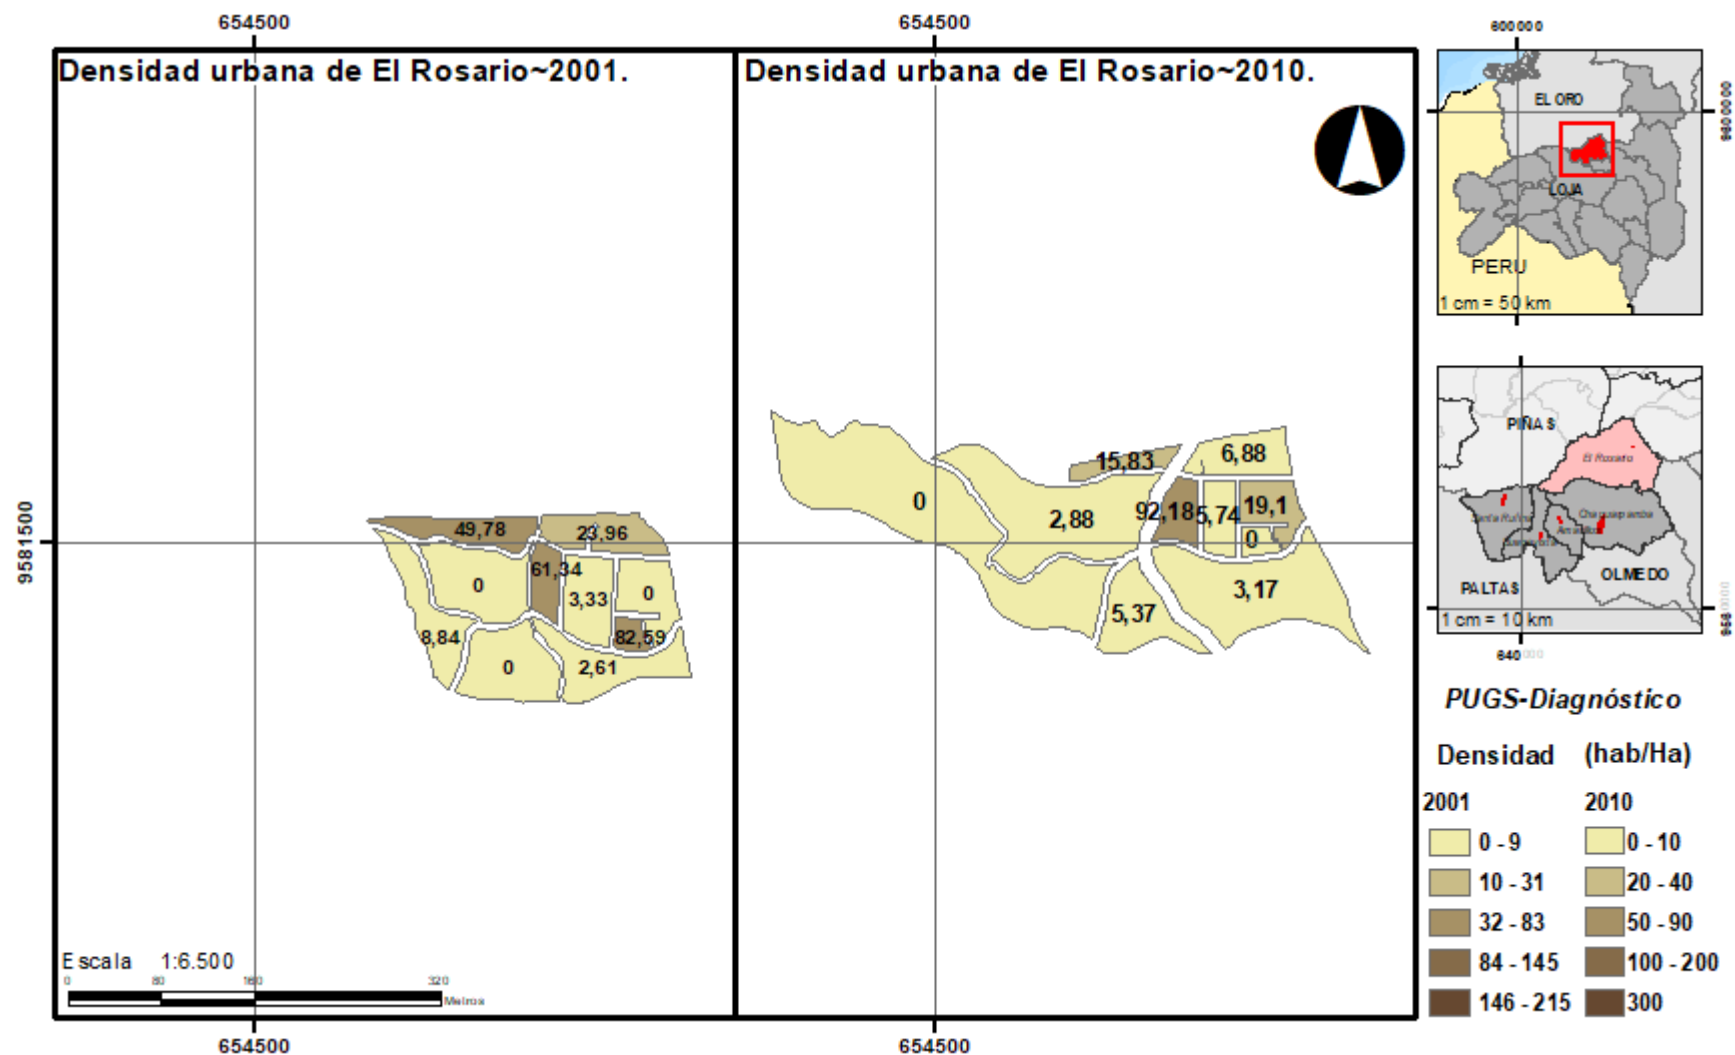 654500
654500
Densidad urbana de El Rosario~2001.
Densidad urbana de El Rosario~2010.
9581500
49,78
23,96
0
61,34
3,33
0
8,84
82,59
0
2,61
0
2,88
15,83
6,88
92,18
5,74
19,1
0
5,37
3,17
Escala 1:6.500
0 80 160 320
Metros
654500
654500
600000
EL ORO
LOJA
PERU
1 cm = 50 km
PIÑAS
El Rosario
Santa Rufina
Chaguarpamba
PALTAS
OLMEDO
1 cm = 10 km
640000
PUGS-Diagnóstico
Densidad (hab/Ha)
2001 2010
0 - 9 0 - 10
10 - 31 20 - 40
32 - 83 50 - 90
84 - 145 100 - 200
146 - 215 300